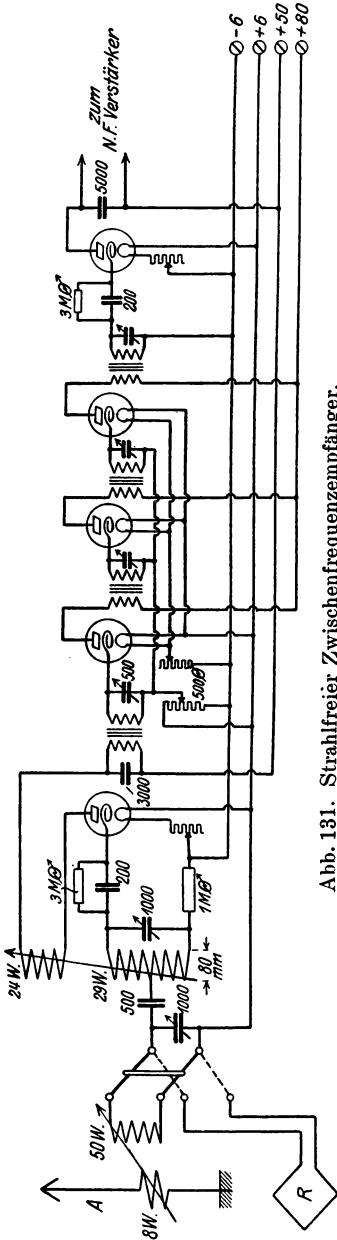 A
8W.
50W.
R
500
1000
24W.
29W.
80
mm
3MΩ
200
1000
1MΩ
3000
500
500Ω
3MΩ
200
5000
zum
N.F. Verstärker
-6
+6
+50
+80
Abb. 131. Strahlfreier Zwischenfrequenzempfänger.